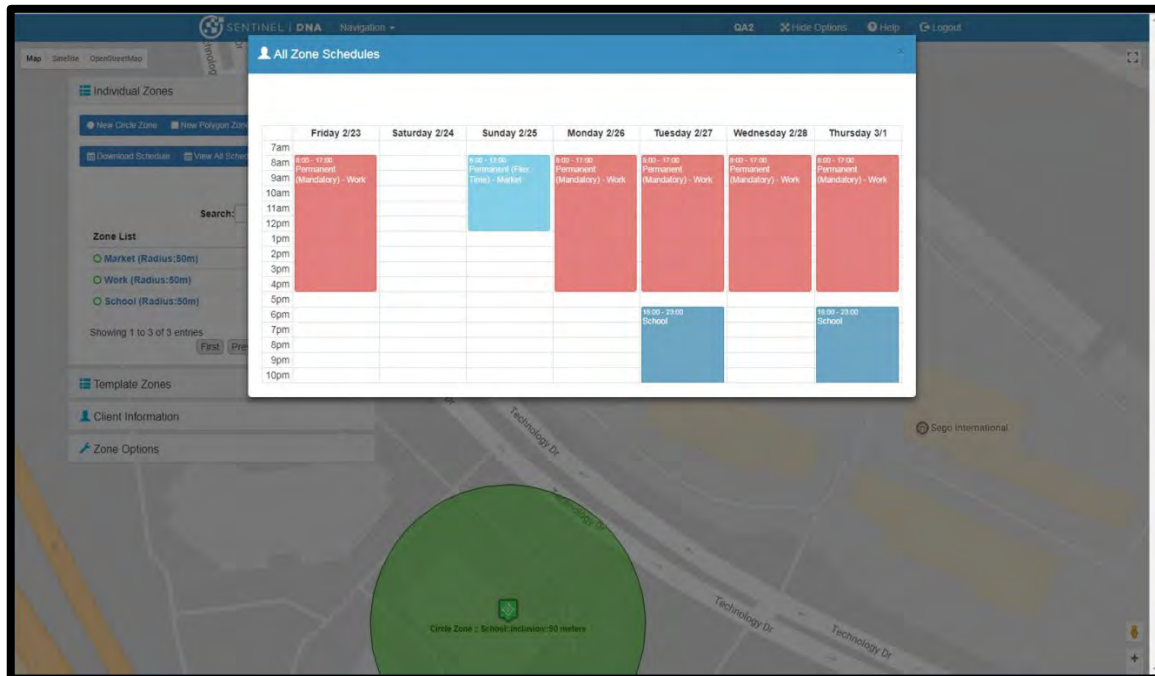 SENTINEL | DNA Navigation QA2 Hide Options Help Logout
Map Satellite OpenStreetMap
All Zone Schedules
Individual Zones
New Circle Zone New Polygon Zone
Download Schedule View All
Search:
Zone List
Market (Radius:50m)
Work (Radius:50m)
School (Radius:50m)
Showing 1 to 3 of 3 entries
First
Template Zones
Client Information
Zone Options
Friday 2/23 Saturday 2/24 Sunday 2/25 Monday 2/26 Tuesday 2/27 Wednesday 2/28 Thursday 3/1
7am
8am
9am
10am
11am
12pm
1pm
2pm
3pm
4pm
5pm
6pm
7pm
8pm
9pm
10pm
8:00 - 17:00
Permanent
(Mandatory) - Work
Permanent (Flex
Time) - Market
8:00 - 17:00
Permanent
(Mandatory) - Work
8:00 - 17:00
Permanent
(Mandatory) - Work
18:00 - 23:00
School
8:00 - 17:00
Permanent
(Mandatory) - Work
8:00 - 17:00
Permanent
(Mandatory) - Work
18:00 - 23:00
School
Technology Dr
Technology Dr
Sego International
Circle Zone :: School::Inclusion::50 meters
Technology Dr
Technology Dr